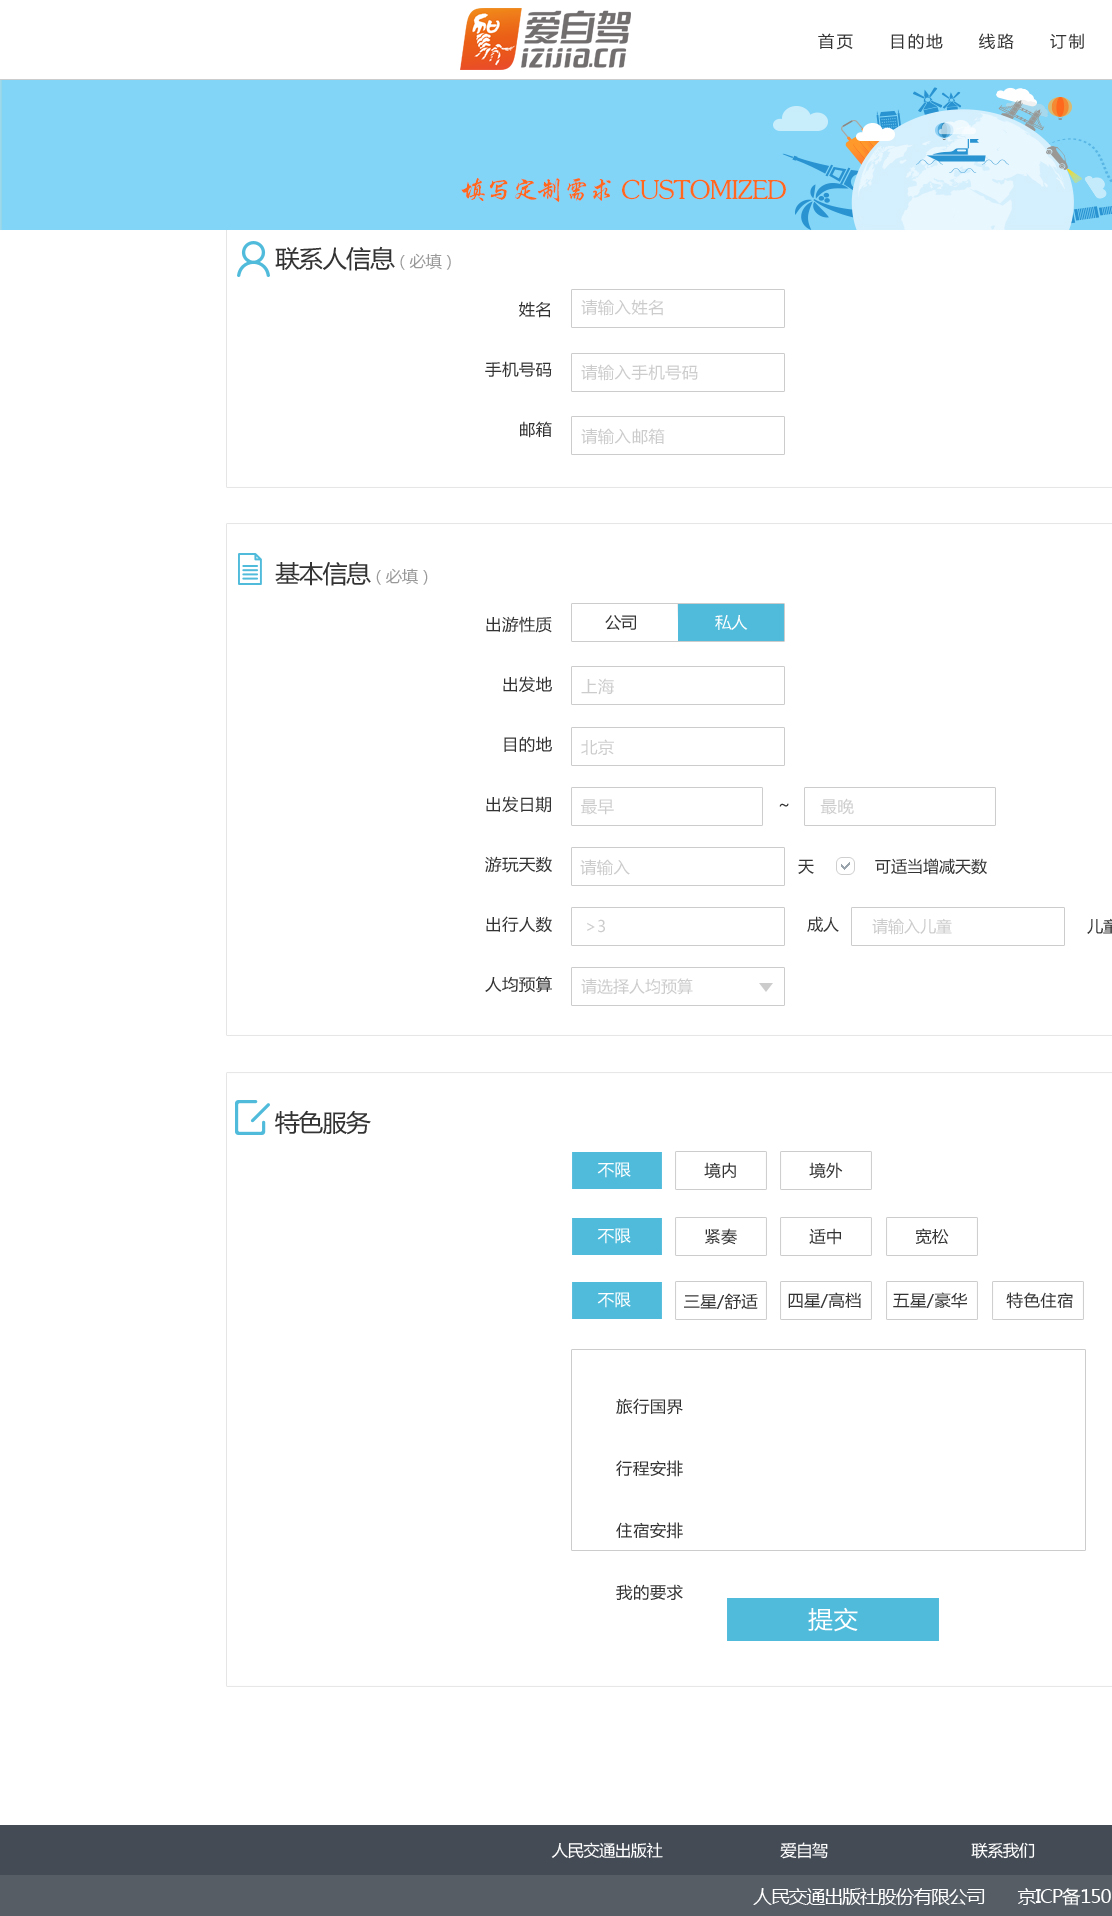 爱自驾
izijia.cn
首页 目的地 线路 订制
填写定制需求 CUSTOMIZED
联系人信息（必填）
姓名 请输入姓名
手机号码 请输入手机号码
邮箱 请输入邮箱
基本信息（必填）
出游性质 公司 私人
出发地 上海
目的地 北京
出发日期 最早 ~ 最晚
游玩天数 请输入 天 可适当增减天数
出行人数 >3 成人 请输入儿童 儿童
人均预算 请选择人均预算
特色服务
不限 境内 境外
不限 紧奏 适中 宽松
不限 三星/舒适 四星/高档 五星/豪华 特色住宿
旅行国界
行程安排
住宿安排
我的要求
提交
人民交通出版社 爱自驾 联系我们
人民交通出版社股份有限公司 京ICP备150